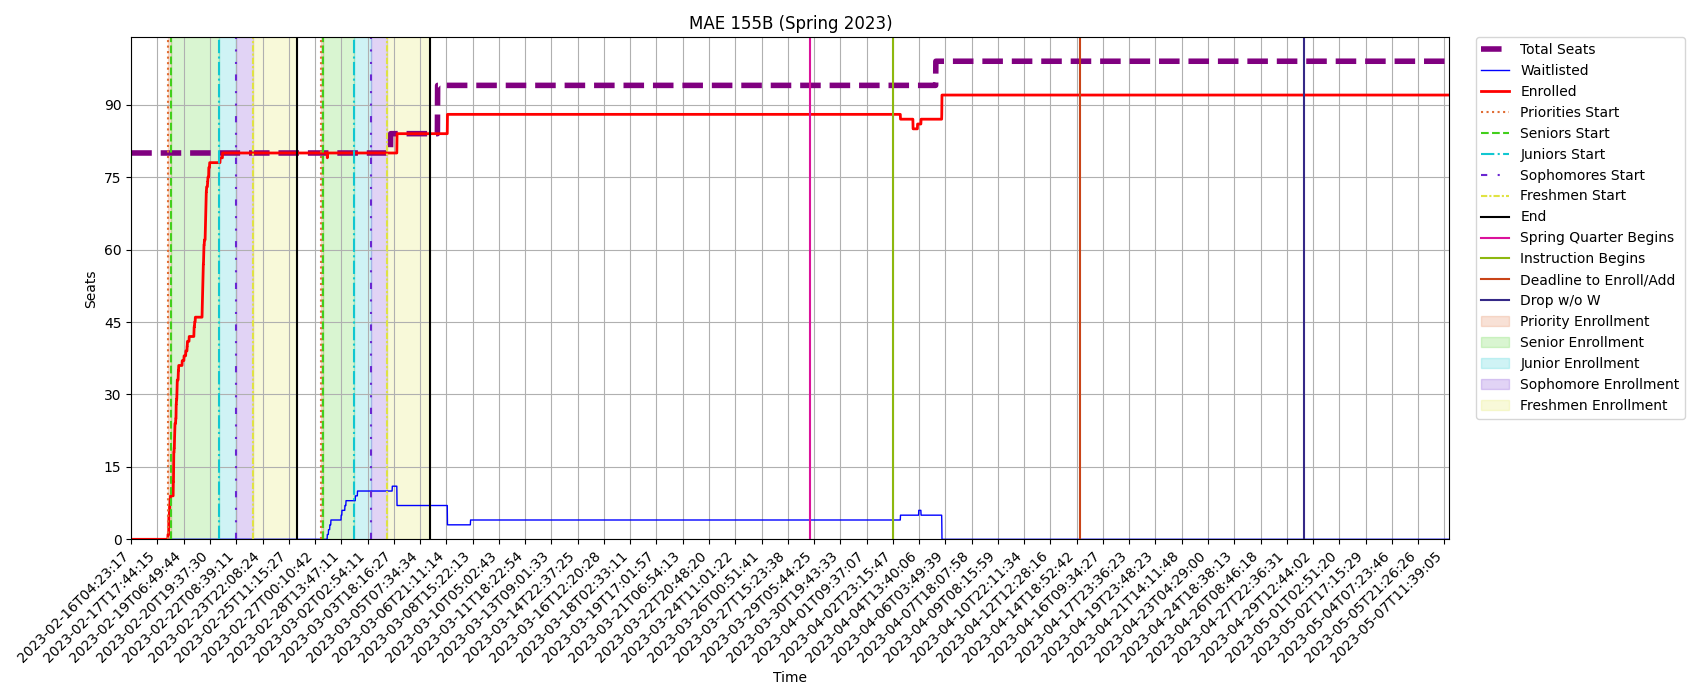 MAE 155B (Spring 2023)
Seats
90
75
60
45
30
15
0
2023-02-16T04:23:17
2023-02-17T17:44:15
2023-02-19T06:49:44
2023-02-20T19:37:30
2023-02-22T08:39:11
2023-02-23T22:08:24
2023-02-25T11:15:27
2023-02-27T00:10:42
2023-02-28T13:47:11
2023-03-02T02:54:11
2023-03-03T18:16:27
2023-03-05T07:34:34
2023-03-06T21:11:14
2023-03-08T15:22:13
2023-03-10T05:02:43
2023-03-11T18:22:54
2023-03-13T09:01:33
2023-03-14T22:37:25
2023-03-16T12:20:28
2023-03-18T02:33:11
2023-03-19T17:01:57
2023-03-21T06:54:13
2023-03-22T20:48:20
2023-03-24T11:01:22
2023-03-26T00:51:41
2023-03-27T15:23:38
2023-03-29T05:44:25
2023-03-30T19:43:33
2023-04-01T09:37:07
2023-04-02T23:15:47
2023-04-04T13:40:06
2023-04-06T03:49:39
2023-04-07T18:07:58
2023-04-09T08:15:59
2023-04-10T22:11:34
2023-04-12T12:28:16
2023-04-14T18:52:42
2023-04-16T09:34:27
2023-04-17T23:36:23
2023-04-19T23:48:23
2023-04-21T14:11:48
2023-04-23T04:29:00
2023-04-24T18:38:13
2023-04-26T08:46:18
2023-04-27T22:36:31
2023-04-29T12:44:02
2023-05-01T02:51:20
2023-05-02T17:15:29
2023-05-04T07:23:46
2023-05-05T21:26:26
2023-05-07T11:39:05
Time
Total Seats
Waitlisted
Enrolled
Priorities Start
Seniors Start
Juniors Start
Sophomores Start
Freshmen Start
End
Spring Quarter Begins
Instruction Begins
Deadline to Enroll/Add
Drop w/o W
Priority Enrollment
Senior Enrollment
Junior Enrollment
Sophomore Enrollment
Freshmen Enrollment